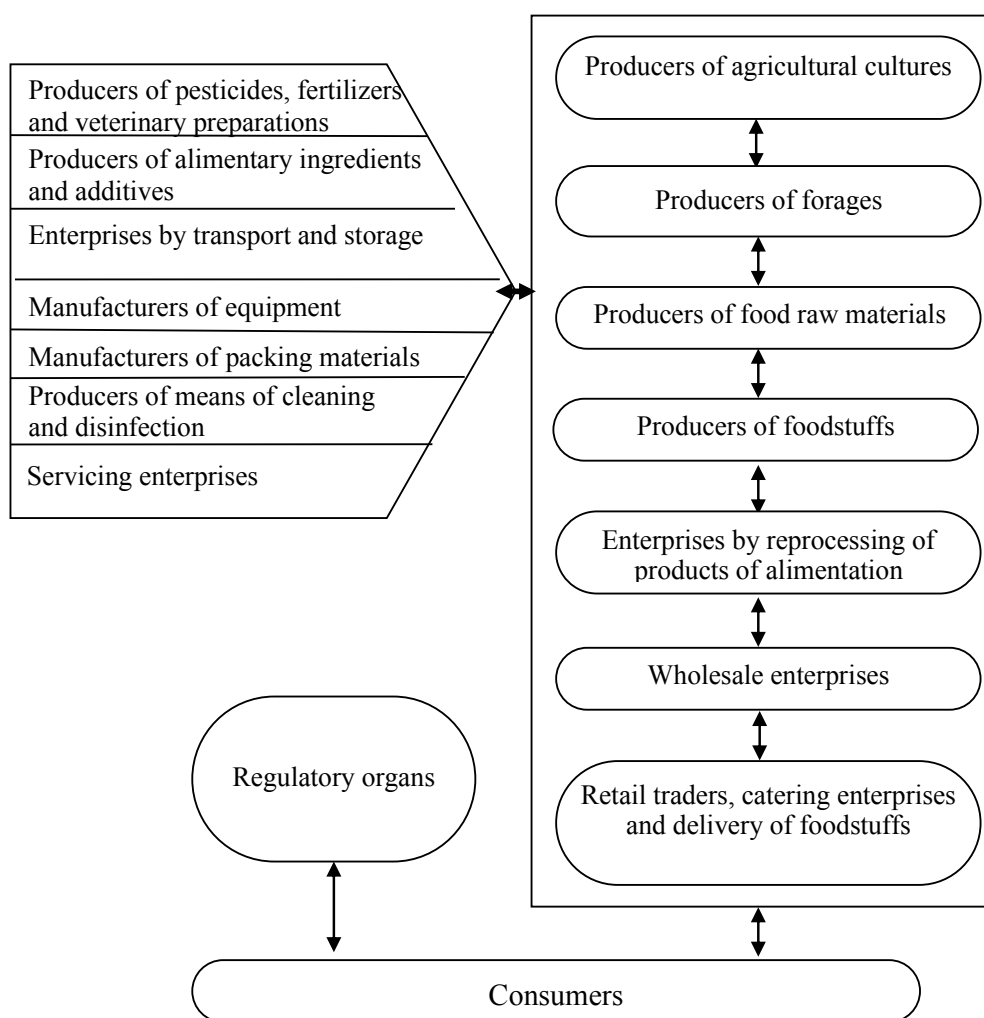 Producers of pesticides, fertilizers
and veterinary preparations
Producers of alimentary ingredients
and additives
Enterprises by transport and storage
Manufacturers of equipment
Manufacturers of packing materials
Producers of means of cleaning
and disinfection
Servicing enterprises
Producers of agricultural cultures
Producers of forages
Producers of food raw materials
Producers of foodstuffs
Enterprises by reprocessing of
products of alimentation
Wholesale enterprises
Retail traders, catering enterprises
and delivery of foodstuffs
Regulatory organs
Consumers